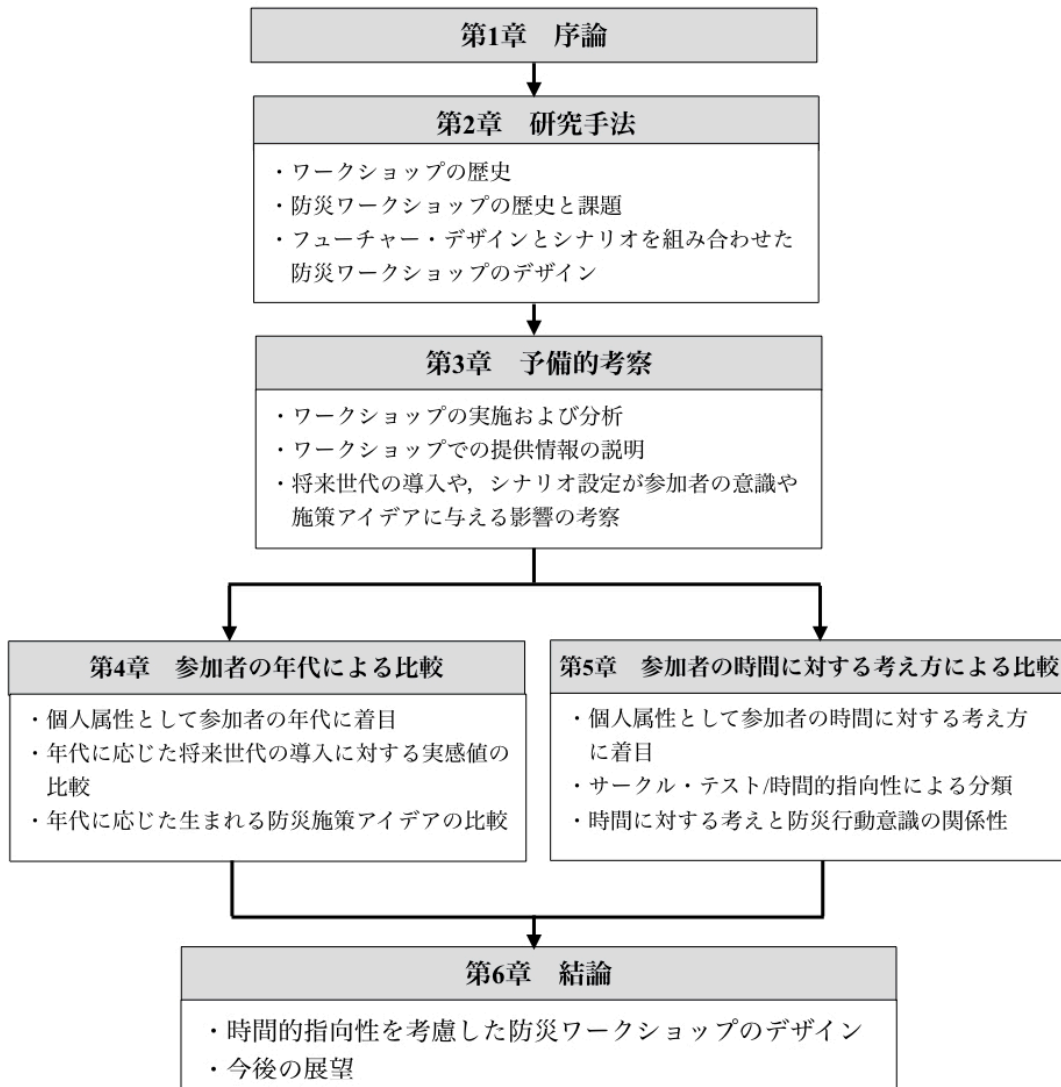 第1章　序論
第2章　研究手法
・ワークショップの歴史
・防災ワークショップの歴史と課題
・フューチャー・デザインとシナリオを組み合わせた
防災ワークショップのデザイン
第3章　予備的考察
・ワークショップの実施および分析
・ワークショップでの提供情報の説明
・将来世代の導入や，シナリオ設定が参加者の意識や
施策アイデアに与える影響の考察
第4章　参加者の年代による比較
・個人属性として参加者の年代に着目
・年代に応じた将来世代の導入に対する実感値の
比較
・年代に応じた生まれる防災施策アイデアの比較
第5章　参加者の時間に対する考え方による比較
・個人属性として参加者の時間に対する考え方
に着目
・サークル・テスト/時間的指向性による分類
・時間に対する考えと防災行動意識の関係性
第6章　結論
・時間的指向性を考慮した防災ワークショップのデザイン
・今後の展望